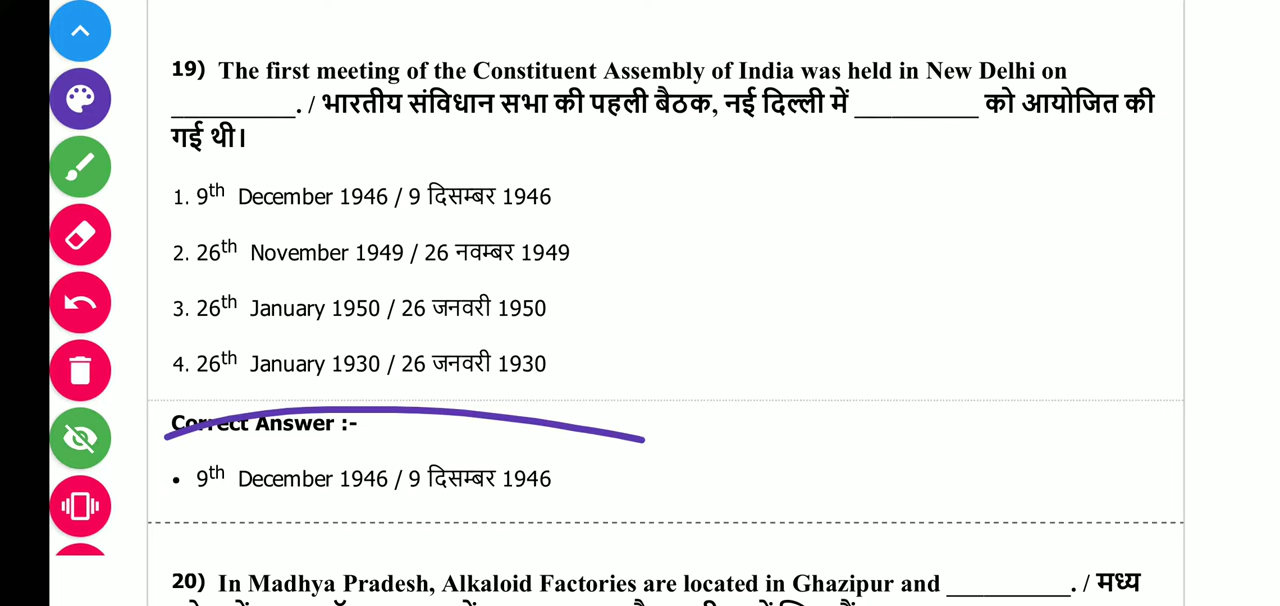 19) The first meeting of the Constituent Assembly of India was held in New Delhi on
__________. / भारतीय संविधान सभा की पहली बैठक, नई दिल्ली में __________ को आयोजित की
गई थी।
1. 9th December 1946 / 9 दिसम्बर 1946
2. 26th November 1949 / 26 नवम्बर 1949
3. 26th January 1950 / 26 जनवरी 1950
4. 26th January 1930 / 26 जनवरी 1930
Correct Answer :-
• 9th December 1946 / 9 दिसम्बर 1946
20) In Madhya Pradesh, Alkaloid Factories are located in Ghazipur and __________. / मध्य